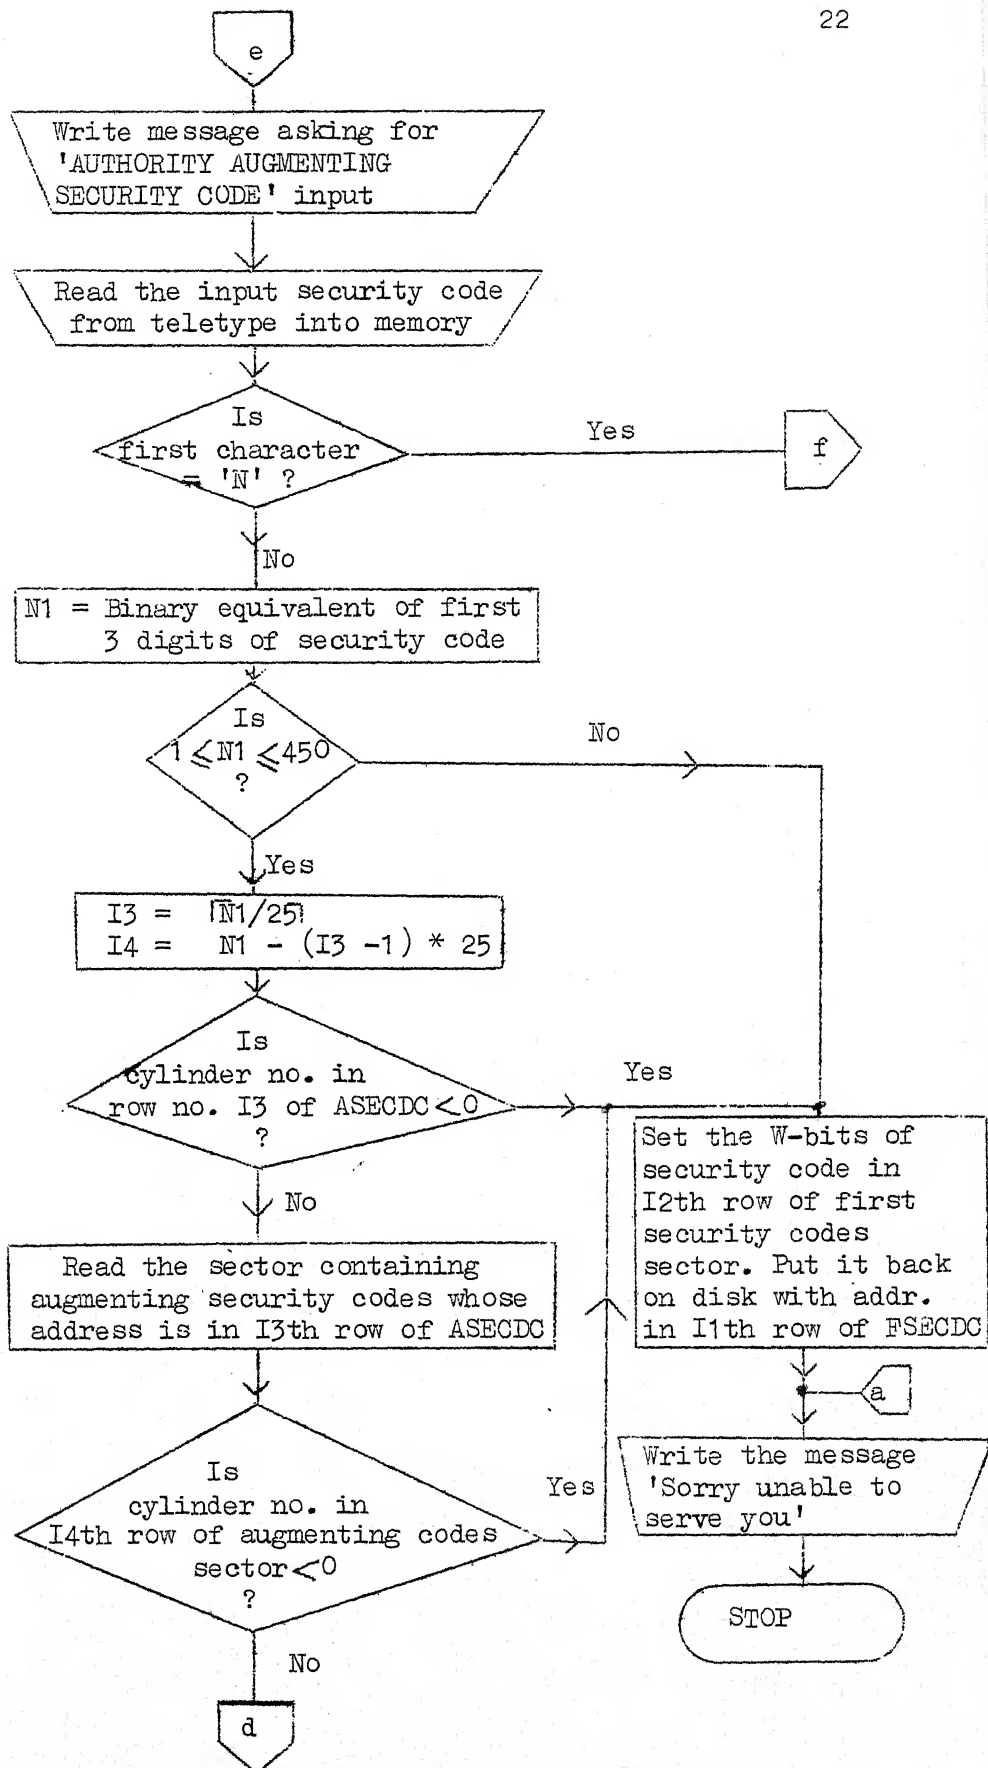 22
e
Write message asking for
'AUTHORITY AUGMENTING
SECURITY CODE' input
Read the input security code
from teletype into memory
Is
first character
= 'N' ?
Yes
f
No
N1 = Binary equivalent of first
3 digits of security code
Is
1 ≤ N1 ≤ 450
?
No
Yes
I3 = ⌈N1/25⌉
I4 = N1 - (I3 -1) * 25
Is
cylinder no. in
row no. I3 of ASECDC < 0
?
Yes
No
Set the W-bits of
security code in
I2th row of first
security codes
sector. Put it back
on disk with addr.
in I1th row of FSECDC
Read the sector containing
augmenting security codes whose
address is in I3th row of ASECDC
a
Is
cylinder no. in
I4th row of augmenting codes
sector < 0
?
Yes
Write the message
'Sorry unable to
serve you'
STOP
No
d